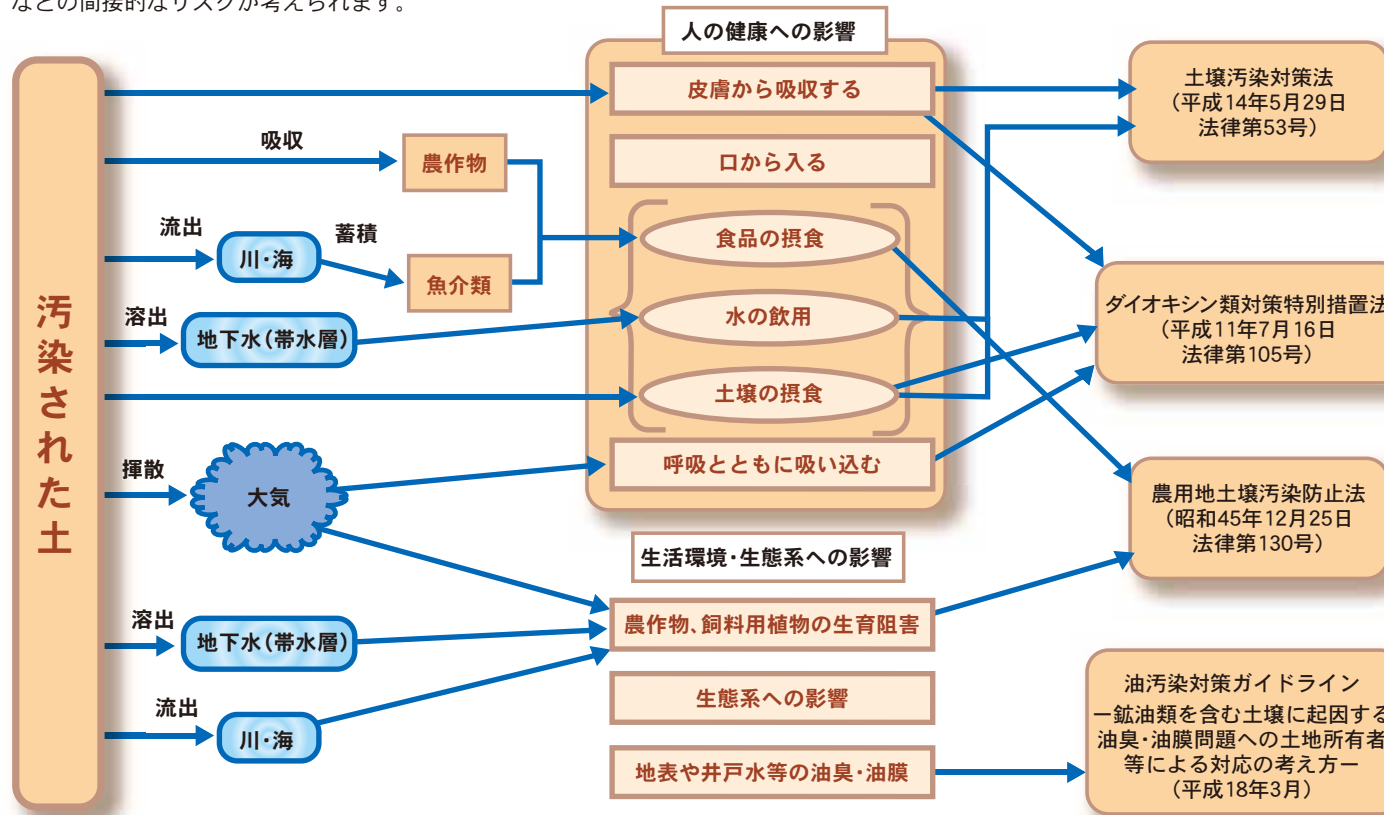 などの間接的なリスクが考えられます。
人の健康への影響
汚染された土
皮膚から吸収する
吸収
農作物
口から入る
流出
川・海
蓄積
魚介類
食品の摂食
溶出
地下水(帯水層)
水の飲用
土壌の摂食
揮散
大気
呼吸とともに吸い込む
生活環境・生態系への影響
溶出
地下水(帯水層)
農作物、飼料用植物の生育阻害
流出
川・海
生態系への影響
地表や井戸水等の油臭・油膜
土壌汚染対策法
(平成14年5月29日
法律第53号)
ダイオキシン類対策特別措置法
(平成11年7月16日
法律第105号)
農用地土壌汚染防止法
(昭和45年12月25日
法律第130号)
油汚染対策ガイドライン
ー鉱油類を含む土壌に起因する
油臭・油膜問題への土地所有者
等による対応の考え方ー
(平成18年3月)